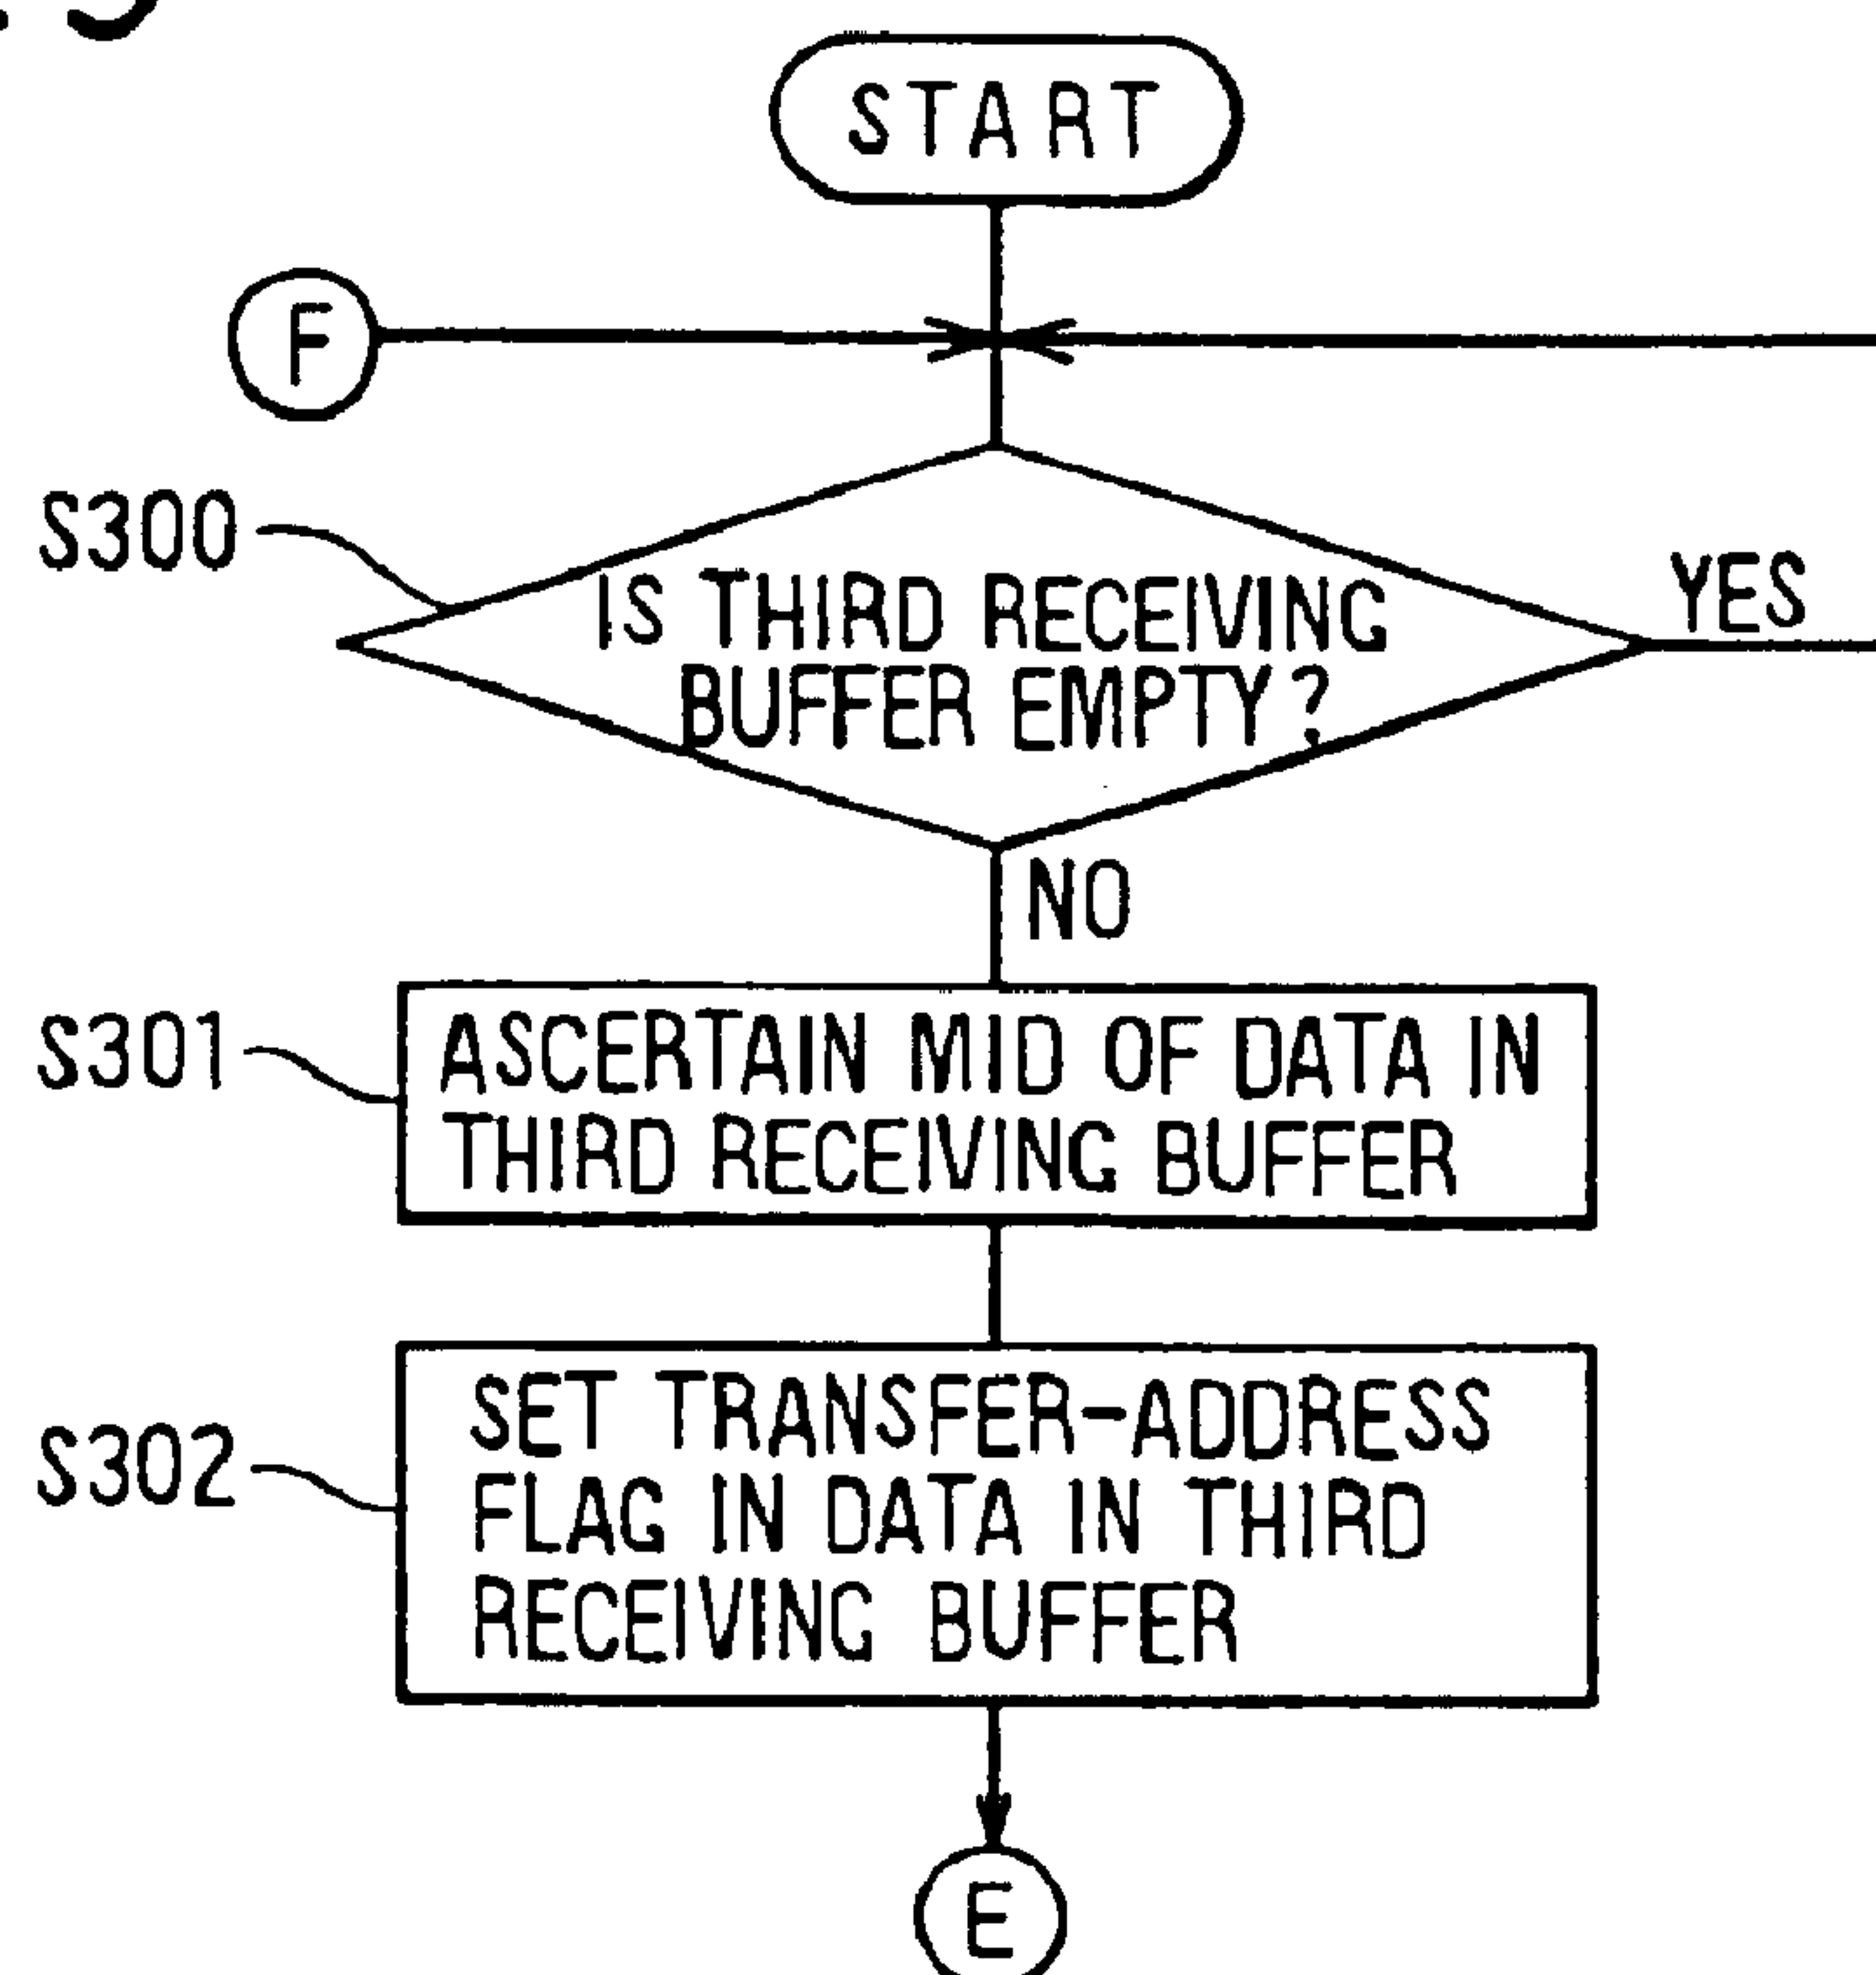 START
F
S300
IS THIRD RECEIVING
BUFFER EMPTY?
YES
NO
S301
ASCERTAIN MID OF DATA IN
THIRD RECEIVING BUFFER
S302
SET TRANSFER-ADDRESS
FLAG IN DATA IN THIRD
RECEIVING BUFFER
E